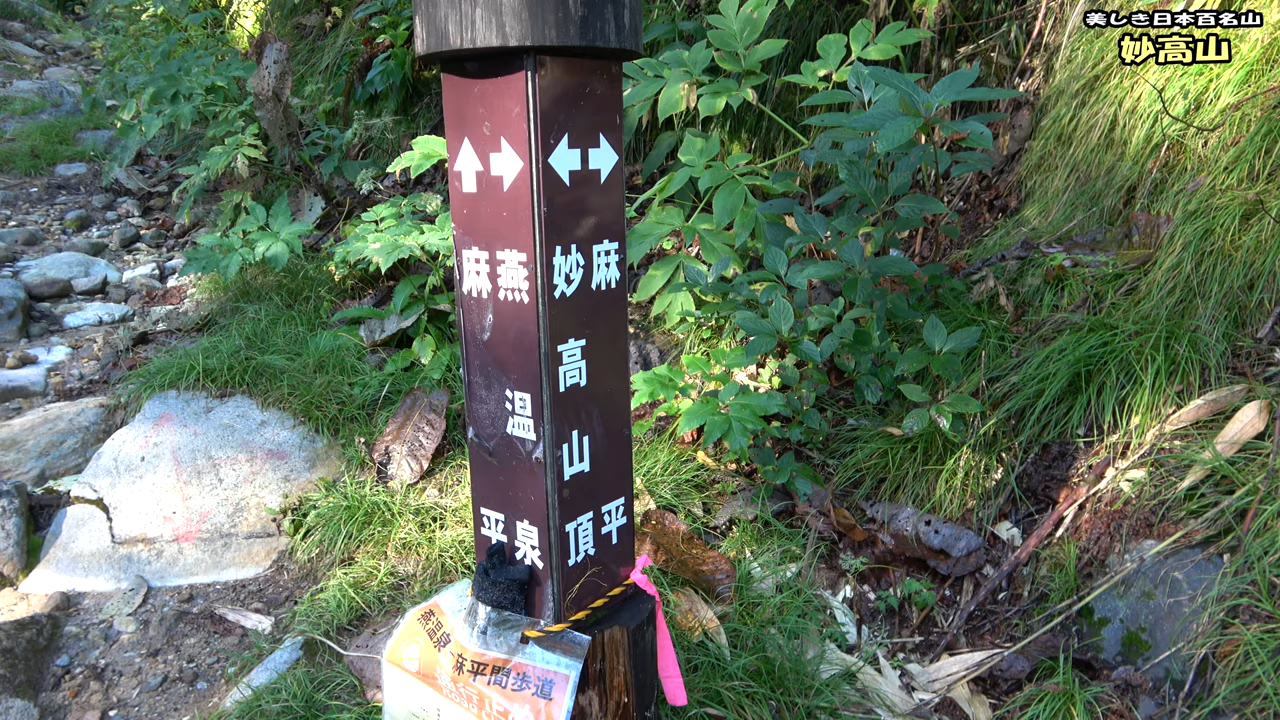 美しき日本百名山
妙高山
麻平
燕温泉
妙高山頂
麻平
燕温泉
麻平間歩道